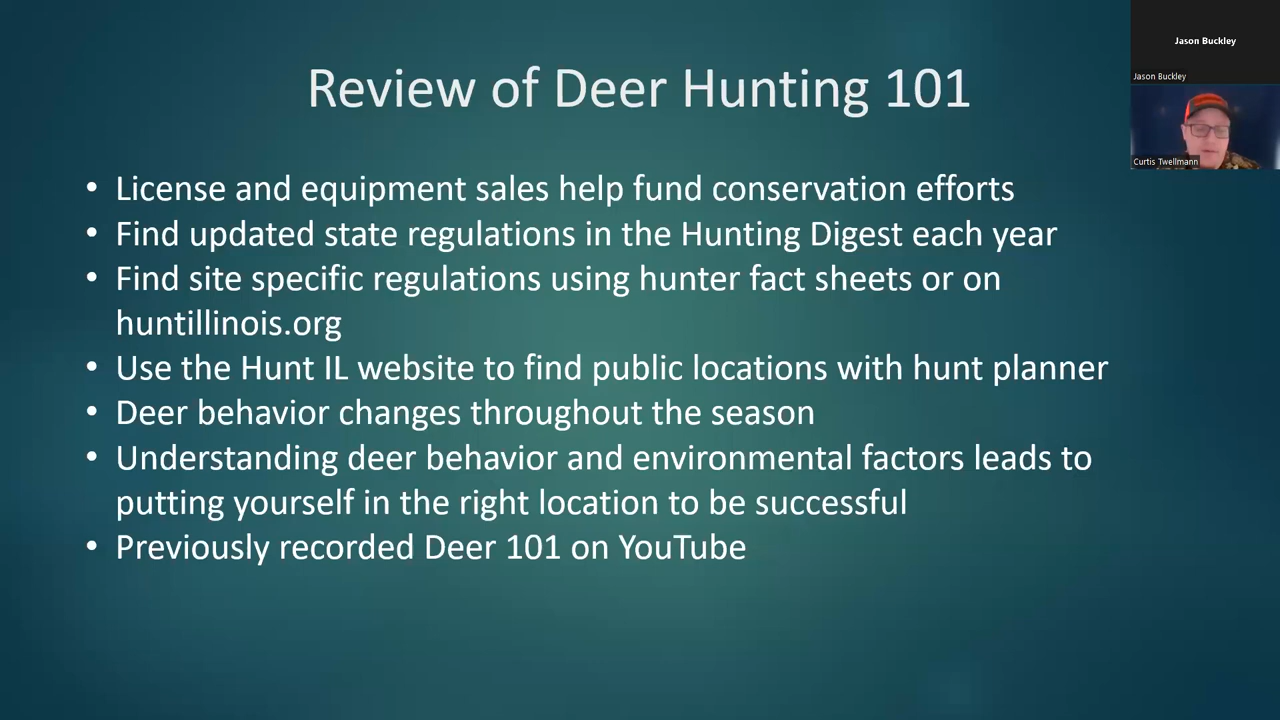 Review of Deer Hunting 101
• License and equipment sales help fund conservation efforts
• Find updated state regulations in the Hunting Digest each year
• Find site specific regulations using hunter fact sheets or on
huntillinois.org
• Use the Hunt IL website to find public locations with hunt planner
• Deer behavior changes throughout the season
• Understanding deer behavior and environmental factors leads to
putting yourself in the right location to be successful
• Previously recorded Deer 101 on YouTube
Jason Buckley
Jason Buckley
Curtis Twellmann